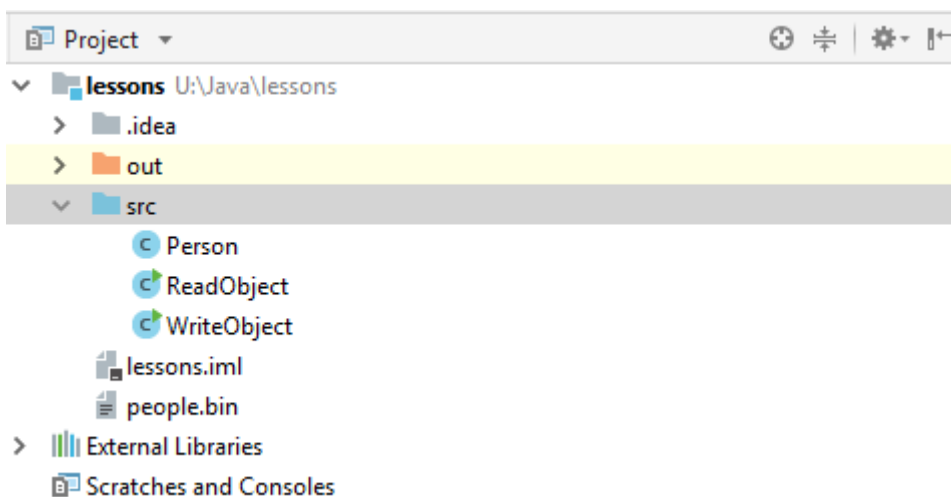 Project
lessons U:\Java\lessons
.idea
out
src
Person
ReadObject
WriteObject
lessons.iml
people.bin
External Libraries
Scratches and Consoles